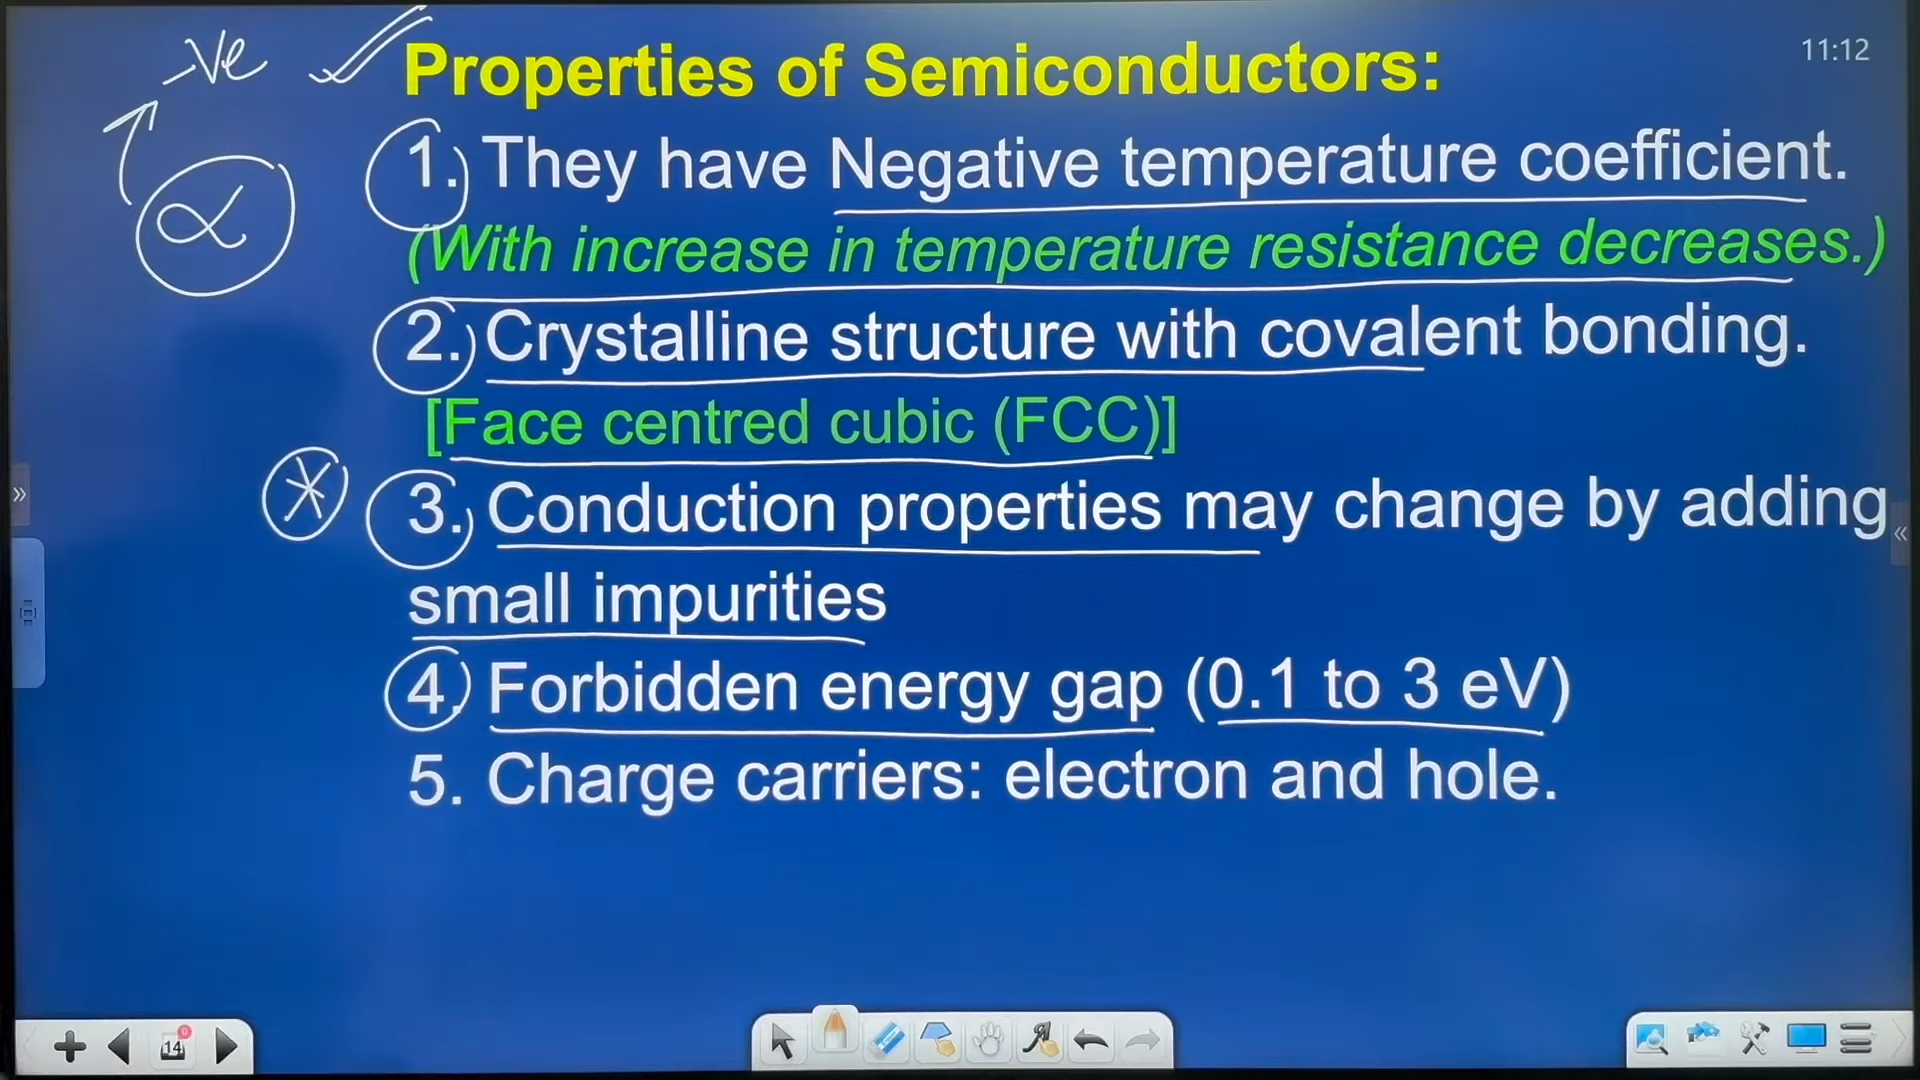 -ve
Properties of Semiconductors:
11:12
α
1. They have Negative temperature coefficient.
(With increase in temperature resistance decreases.)
2. Crystalline structure with covalent bonding.
[Face centred cubic (FCC)]
3. Conduction properties may change by adding
small impurities
4. Forbidden energy gap (0.1 to 3 eV)
5. Charge carriers: electron and hole.
14
0